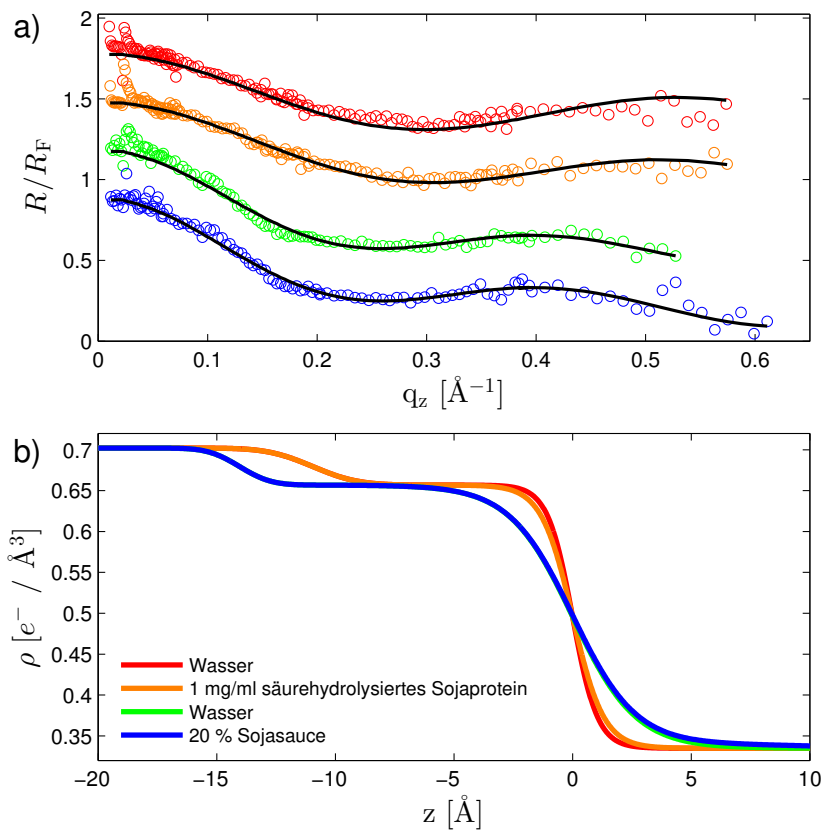 a)
2
1.5
1
0.5
0
R/R_F
0 0.1 0.2 0.3 0.4 0.5 0.6
q_z [Å⁻¹]
b)
0.7
0.65
0.6
0.55
0.5
0.45
0.4
0.35
ρ [e⁻ / Å³]
Wasser
1 mg/ml säurehydrolysiertes Sojaprotein
Wasser
20 % Sojasauce
−20 −15 −10 −5 0 5 10
z [Å]